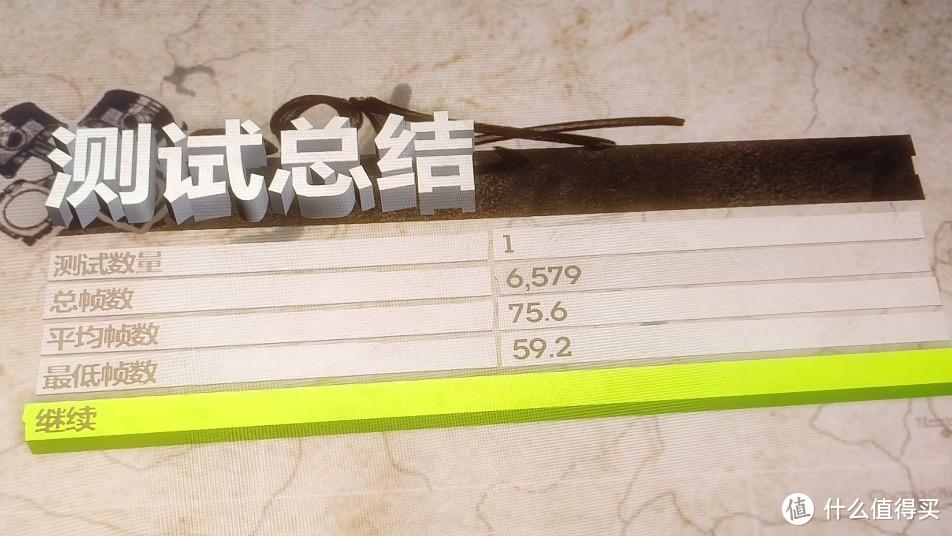 测试总结
测试数量 1
总帧数 6,579
平均帧数 75.6
最低帧数 59.2
继续
值 什么值得买